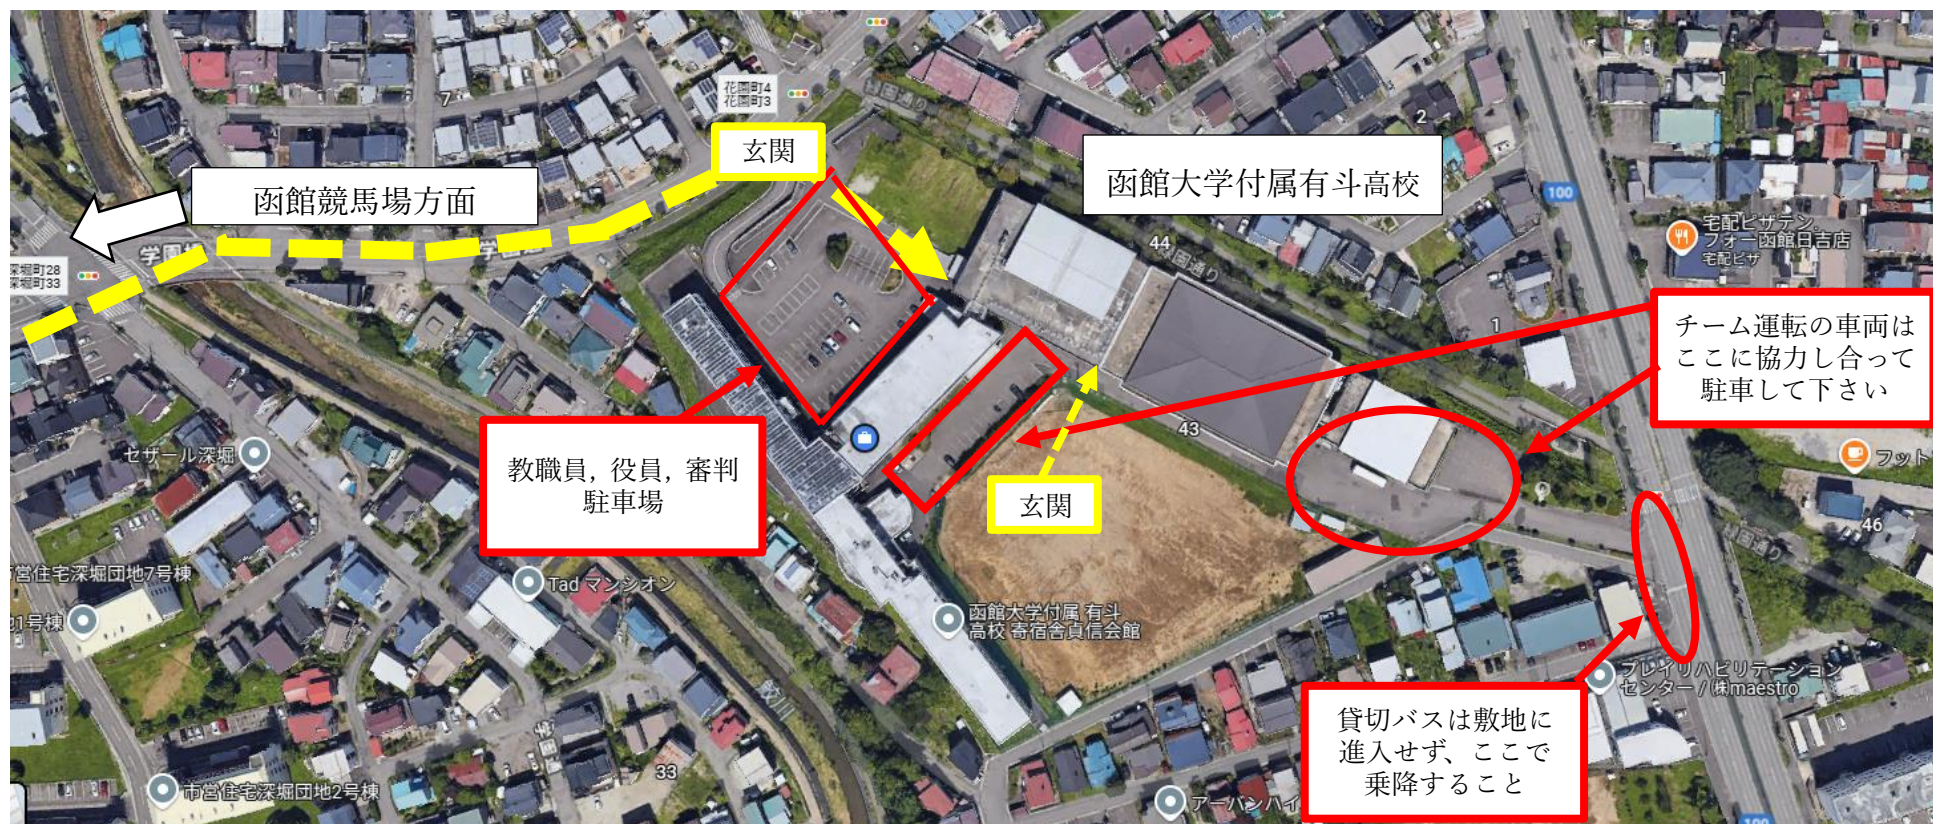 花園町4
花園町3
7
玄関
2
1
函館競馬場方面
函館大学付属有斗高校
100
宅配ピザテン.
フォー函館日吉店
宅配ピザ
44
緑園通り
深堀町28
深堀町33
1
チーム運転の車両は
ここに協力し合って
駐車して下さい
43
セザール深堀
教職員, 役員, 審判
駐車場
玄関
フット
46
市営住宅深堀団地7号棟
Tad マンシオン
函館大学付属 有斗
高校 寄宿舎貞信会館
1号棟
プレイリハビリテーション
センター / ㈱maestro
貸切バスは敷地に
進入せず、ここで
乗降すること
33
市営住宅深堀団地2号棟
アーバンハイ
100